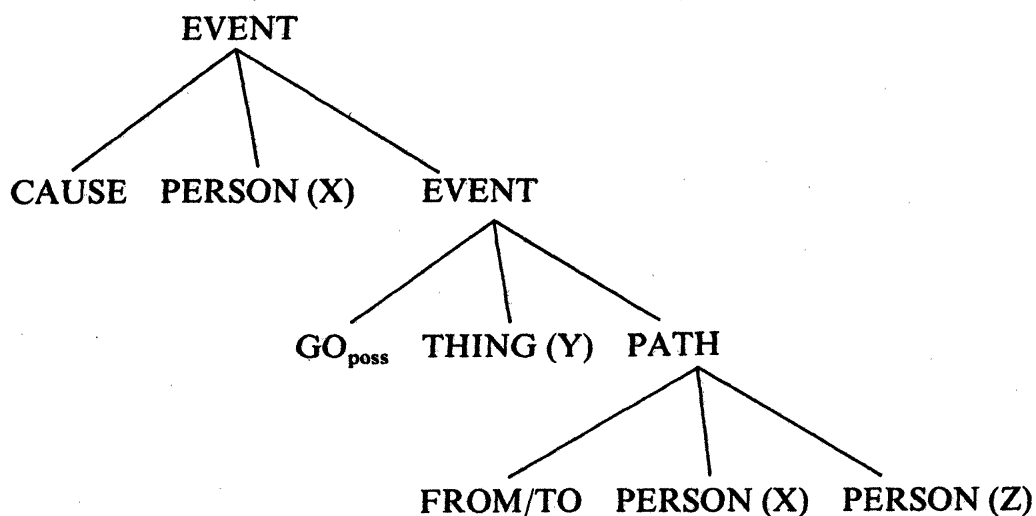 EVENT
CAUSE PERSON (X) EVENT
GOposs THING (Y) PATH
FROM/TO PERSON (X) PERSON (Z)